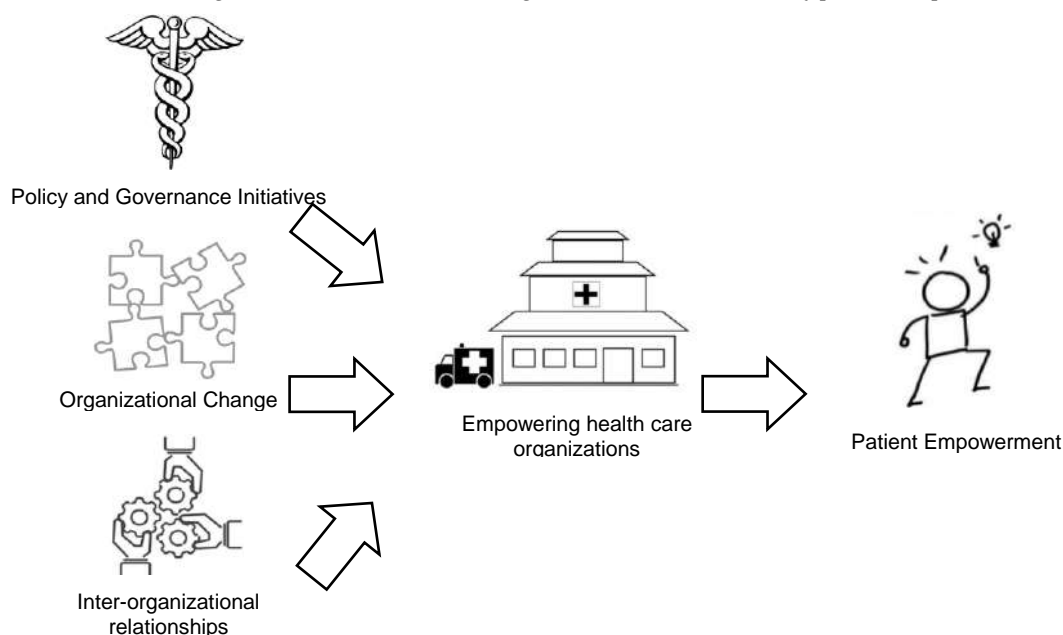 Policy and Governance Initiatives
Organizational Change
Empowering health care
organizations
Patient Empowerment
Inter-organizational
relationships